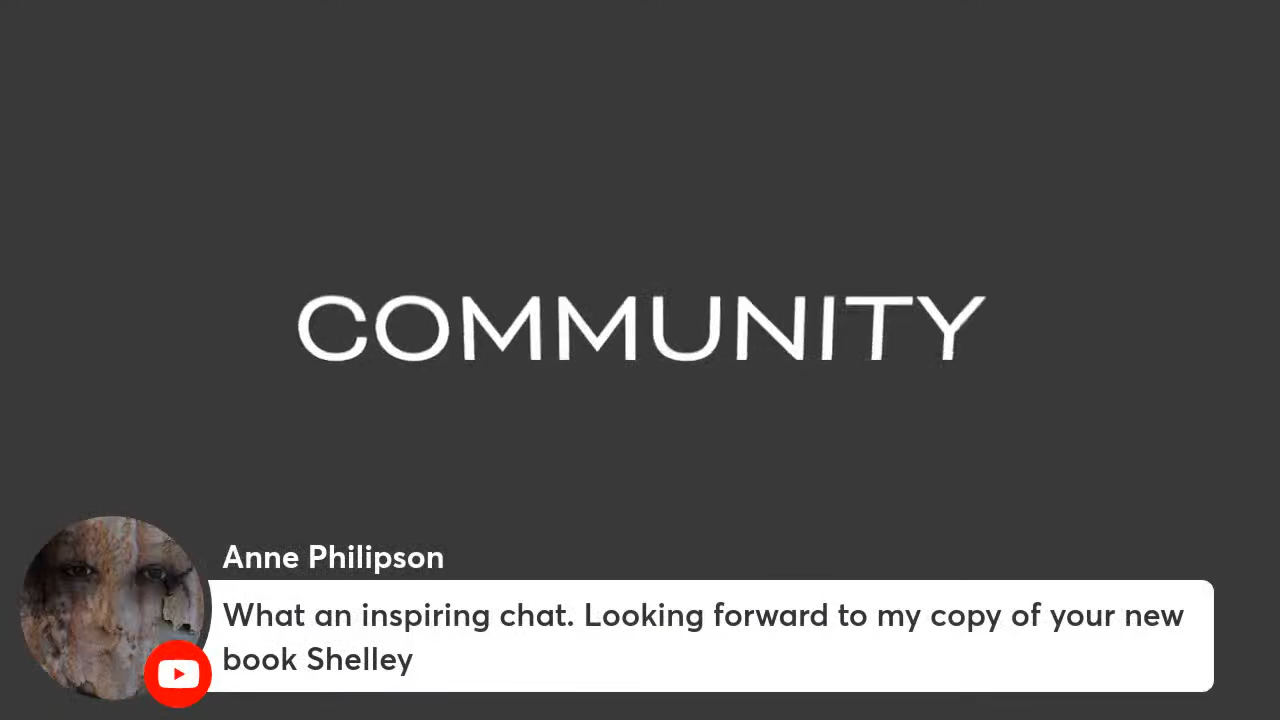 COMMUNITY
Anne Philipson
What an inspiring chat. Looking forward to my copy of your new
book Shelley